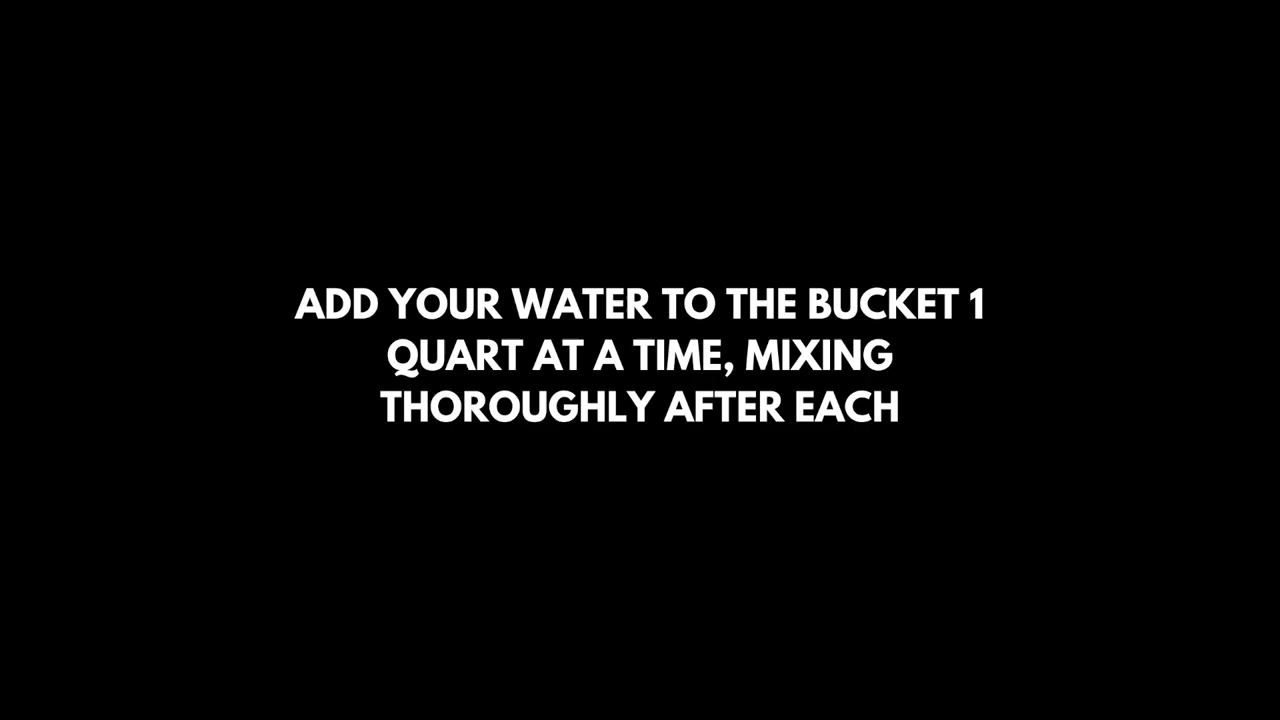 ADD YOUR WATER TO THE BUCKET 1
QUART AT A TIME, MIXING
THOROUGHLY AFTER EACH